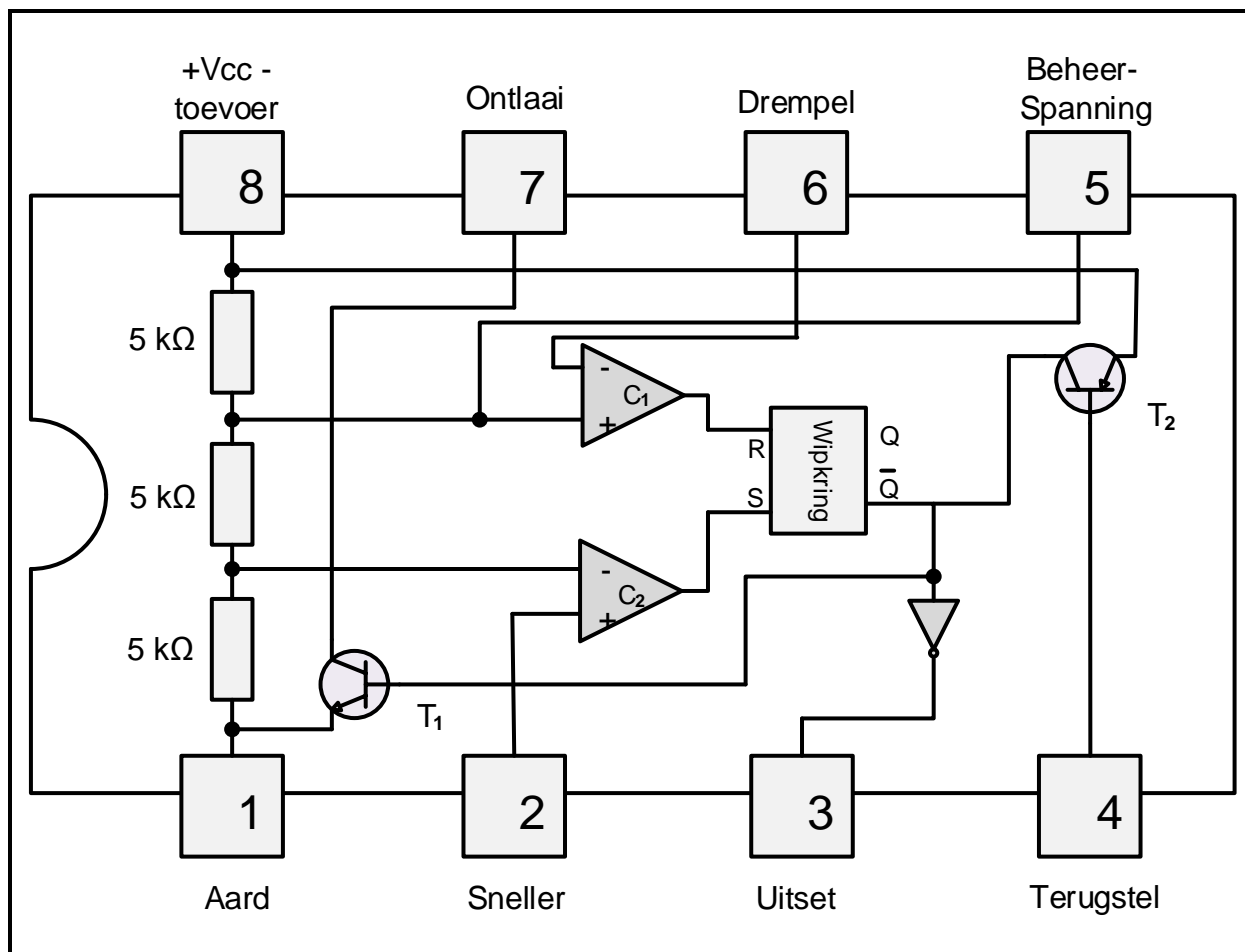 +Vcc -
toevoer
Ontlaai
Drempel
Beheer-
Spanning
8
7
6
5
5 kΩ
5 kΩ
5 kΩ
-
C1
+
-
C2
+
R
S
Wipkring
Q
Q̅
T2
T1
1
2
3
4
Aard
Sneller
Uitset
Terugstel